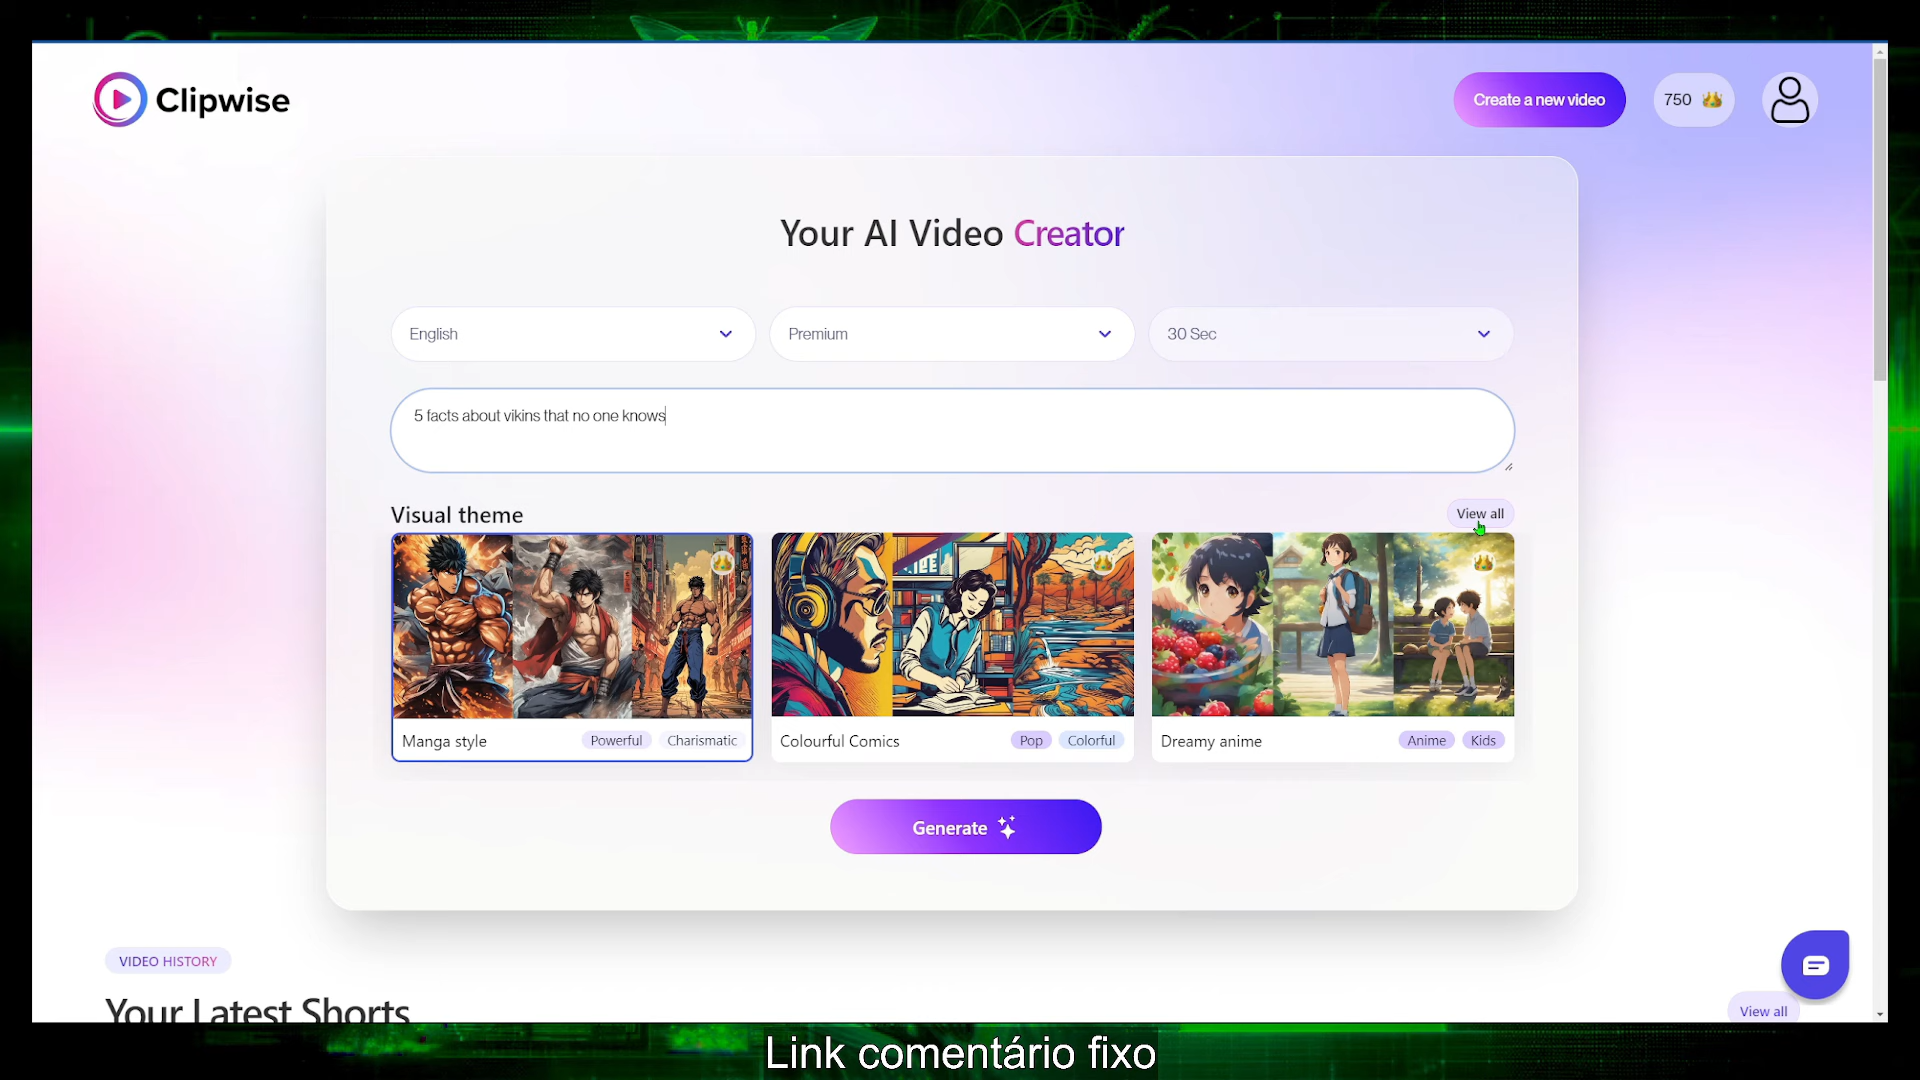 Clipwise
Create a new video
750
Your AI Video Creator
English
Premium
30 Sec
5 facts about vikins that no one knows
Visual theme
View all
Manga style
Powerful
Charismatic
Colourful Comics
Pop
Colorful
Dreamy anime
Anime
Kids
Generate
VIDEO HISTORY
Your Latest Shorts
View all
Link comentário fixo